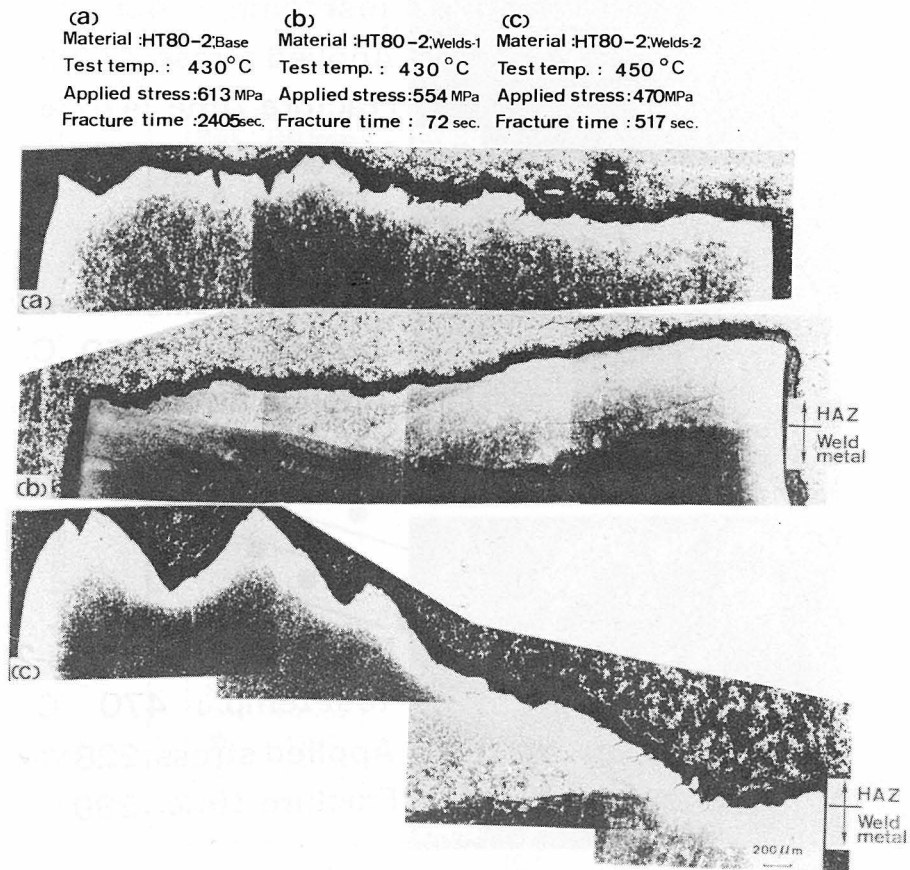 (a) (b) (c)
Material :HT80-2;Base Material :HT80-2;Welds-1 Material :HT80-2;Welds-2
Test temp. : 430°C Test temp. : 430°C Test temp. : 450 °C
Applied stress:613 MPa Applied stress:554 MPa Applied stress:470MPa
Fracture time :2405sec. Fracture time : 72 sec. Fracture time : 517 sec.
(a)
HAZ
Weld
metal
(b)
(c)
HAZ
Weld
metal
200μm